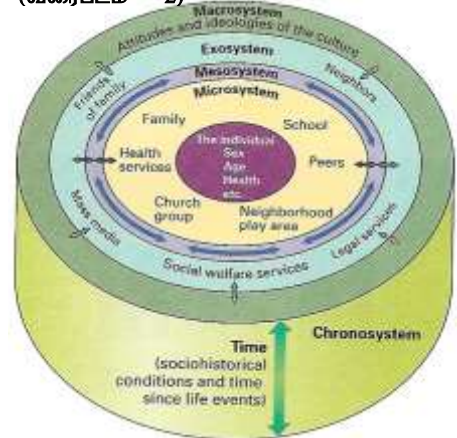 Macrosystem
Attitudes and ideologies of the culture
Exosystem
Mesosystem
Microsystem
Friends
of family
Neighbors
Family
School
The individual
Sex
Age
Health
etc.
Health
services
Peers
Church
group
Neighborhood
play area
Mass media
Legal services
Social welfare services
Chronosystem
Time
(sociohistorical
conditions and time
since life events)